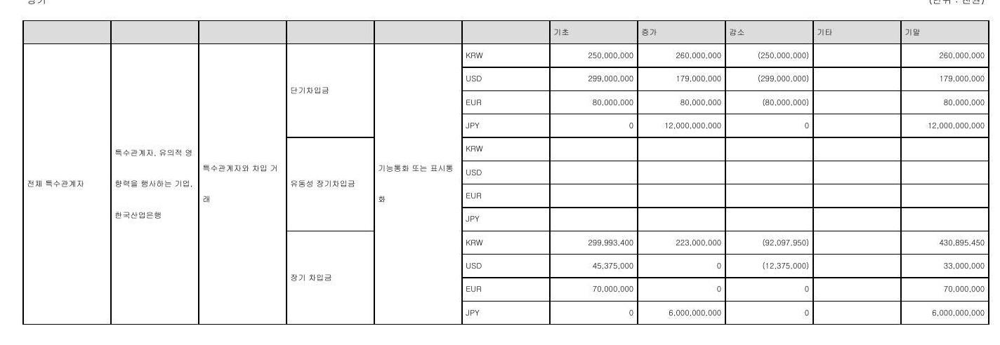 기초 증가 감소 기타 기말
KRW 250,000,000 260,000,000 (250,000,000) 260,000,000
USD 299,000,000 179,000,000 (299,000,000) 179,000,000
단기차입금
EUR 80,000,000 80,000,000 (80,000,000) 80,000,000
JPY 0 12,000,000,000 0 12,000,000,000
전체 특수관계자
특수관계자, 유의적 영
향력을 행사하는 기업,
한국산업은행
특수관계자와 차입 거
래
유동성 장기차입금
기능통화 또는 표시통
화
KRW
USD
EUR
JPY
KRW 299,993,400 223,000,000 (92,097,950) 430,895,450
USD 45,375,000 0 (12,375,000) 33,000,000
장기 차입금
EUR 70,000,000 0 0 70,000,000
JPY 0 6,000,000,000 0 6,000,000,000